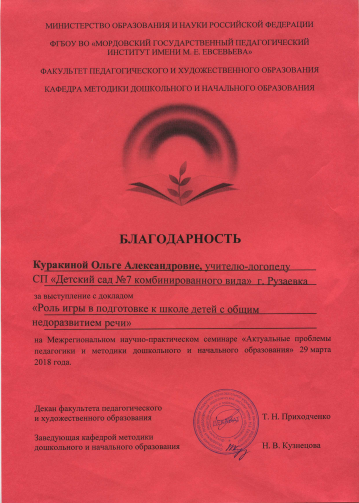 МИНИСТЕРСТВО ОБРАЗОВАНИЯ И НАУКИ РОССИЙСКОЙ ФЕДЕРАЦИИ
ФГБОУ ВО «МОРДОВСКИЙ ГОСУДАРСТВЕННЫЙ ПЕДАГОГИЧЕСКИЙ
ИНСТИТУТ ИМЕНИ М. Е. ЕВСЕВЬЕВА»
ФАКУЛЬТЕТ ПЕДАГОГИЧЕСКОГО И ХУДОЖЕСТВЕННОГО ОБРАЗОВАНИЯ
КАФЕДРА МЕТОДИКИ ДОШКОЛЬНОГО И НАЧАЛЬНОГО ОБРАЗОВАНИЯ
БЛАГОДАРНОСТЬ
Куракиной Ольге Александровне, учителю-логопеду
СП «Детский сад №7 комбинированного вида» г. Рузаевка
за выступление с докладом
«Роль игры в подготовке к школе детей с общим
недоразвитием речи»
на Межрегиональном научно-практическом семинаре «Актуальные проблемы
педагогики и методики дошкольного и начального образования» 29 марта
2018 года.
Декан факультета педагогического
и художественного образования Т. Н. Приходченко
Заведующая кафедрой методики
дошкольного и начального образования Н. В. Кузнецова